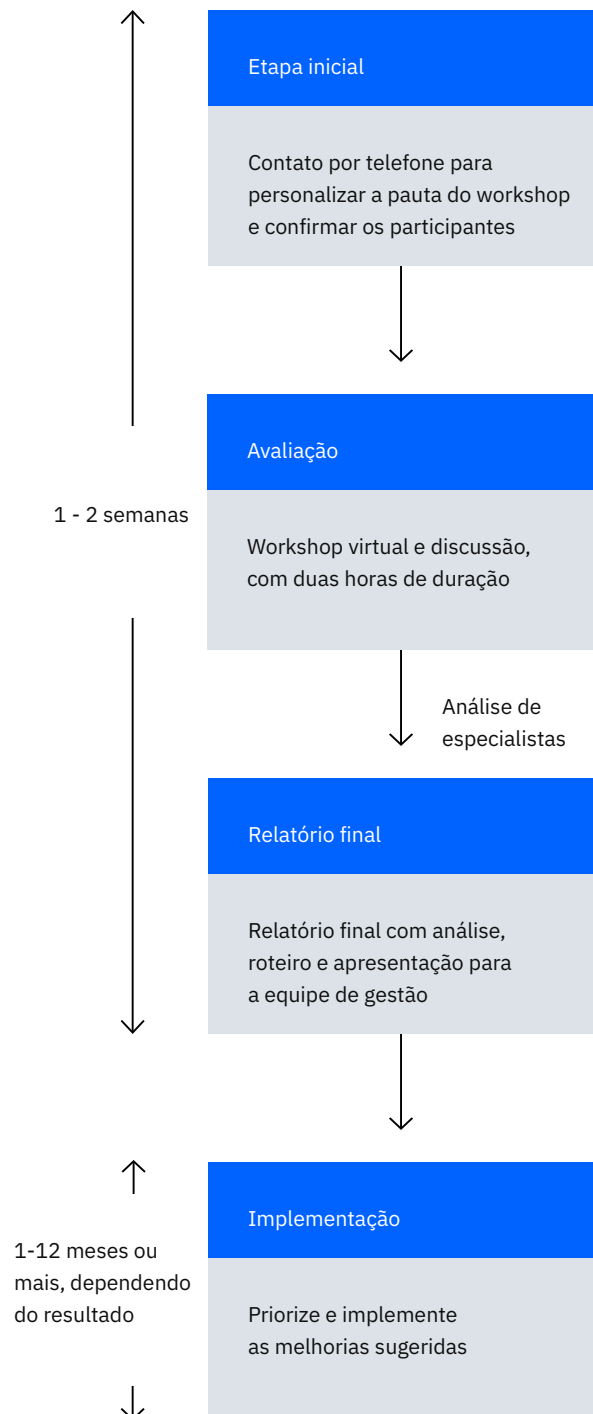 Etapa inicial
Contato por telefone para
personalizar a pauta do workshop
e confirmar os participantes
Avaliação
1 - 2 semanas
Workshop virtual e discussão,
com duas horas de duração
Análise de
especialistas
Relatório final
Relatório final com análise,
roteiro e apresentação para
a equipe de gestão
Implementação
1-12 meses ou
mais, dependendo
do resultado
Priorize e implemente
as melhorias sugeridas